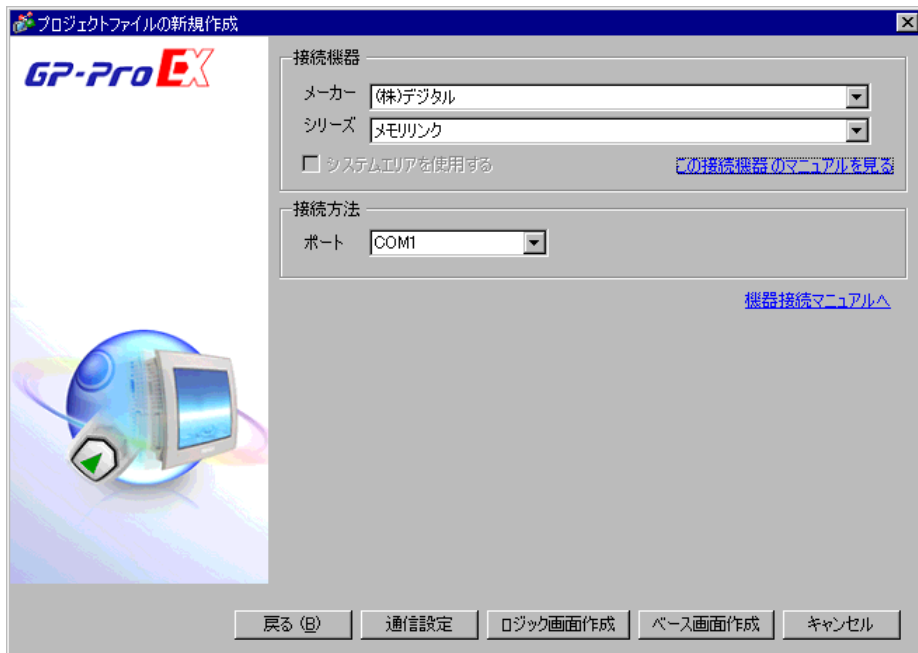 プロジェクトファイルの新規作成
GP-Pro EX
接続機器
メーカー (株)デジタル
シリーズ メモリリンク
システムエリアを使用する この接続機器のマニュアルを見る
接続方法
ポート COM1
機器接続マニュアルへ
戻る (B) 通信設定 ロジック画面作成 ベース画面作成 キャンセル